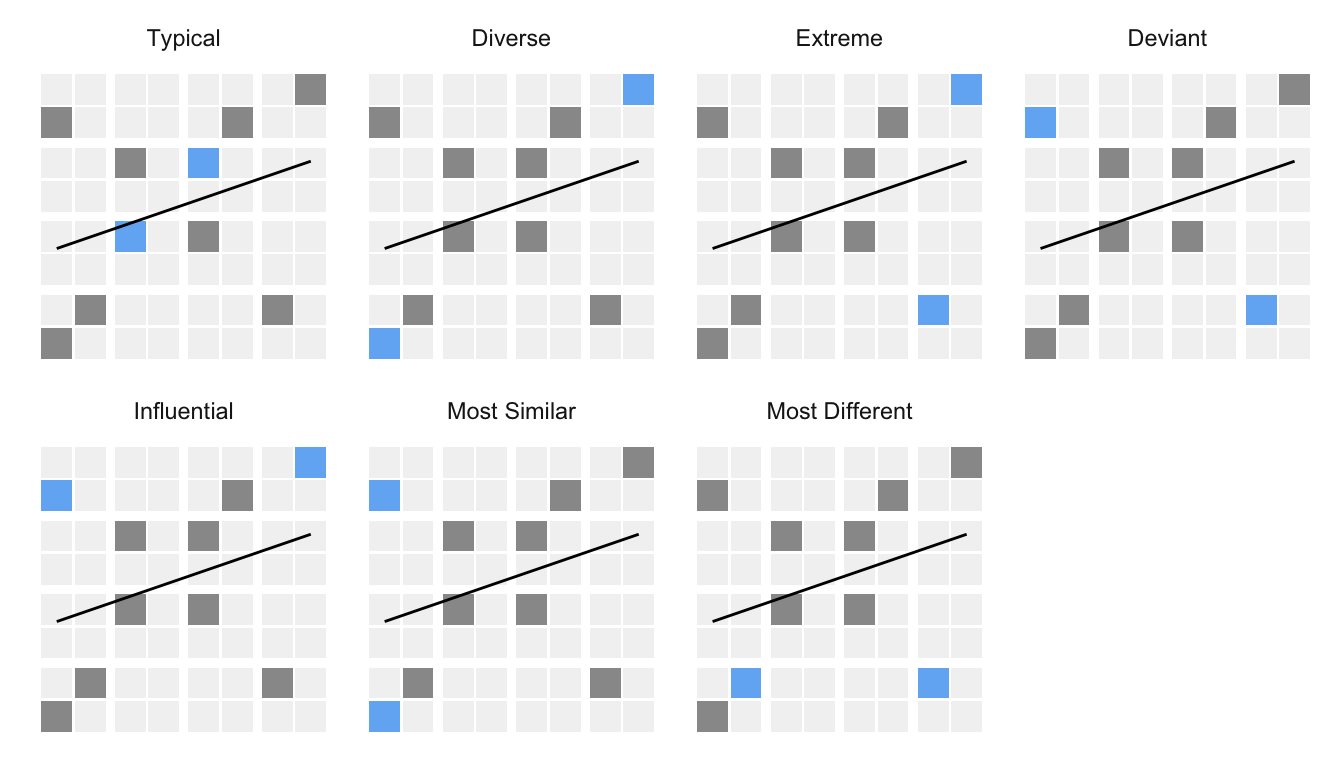 Typical
Diverse
Extreme
Deviant
Influential
Most Similar
Most Different